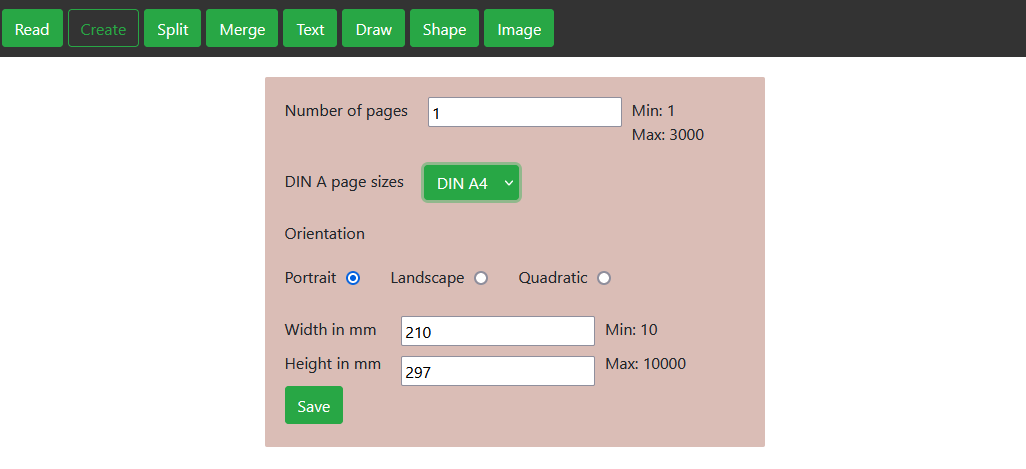 Read Create Split Merge Text Draw Shape Image
Number of pages 1 Min: 1
Max: 3000
DIN A page sizes DIN A4
Orientation
Portrait Landscape Quadratic
Width in mm 210 Min: 10
Height in mm 297 Max: 10000
Save